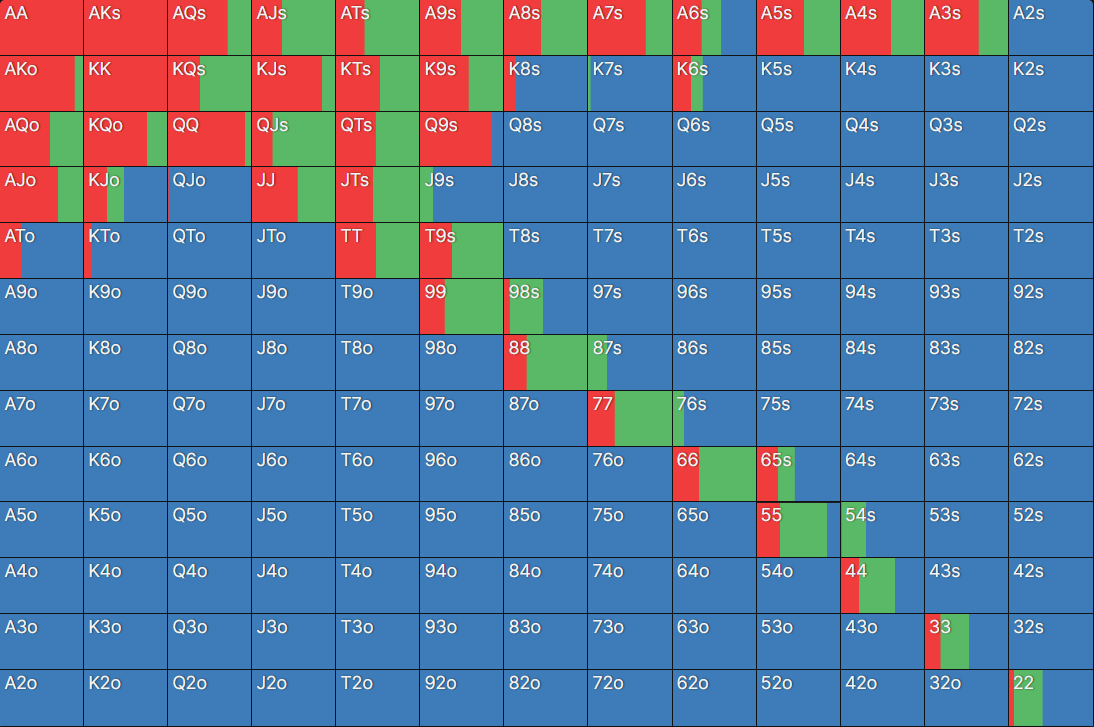 AA AKs AQs AJs ATs A9s A8s A7s A6s A5s A4s A3s A2s
AKo KK KQs KJs KTs K9s K8s K7s K6s K5s K4s K3s K2s
AQo KQo QQ QJs QTs Q9s Q8s Q7s Q6s Q5s Q4s Q3s Q2s
AJo KJo QJo JJ JTs J9s J8s J7s J6s J5s J4s J3s J2s
ATo KTo QTo JTo TT T9s T8s T7s T6s T5s T4s T3s T2s
A9o K9o Q9o J9o T9o 99 98s 97s 96s 95s 94s 93s 92s
A8o K8o Q8o J8o T8o 98o 88 87s 86s 85s 84s 83s 82s
A7o K7o Q7o J7o T7o 97o 87o 77 76s 75s 74s 73s 72s
A6o K6o Q6o J6o T6o 96o 86o 76o 66 65s 64s 63s 62s
A5o K5o Q5o J5o T5o 95o 85o 75o 65o 55 54s 53s 52s
A4o K4o Q4o J4o T4o 94o 84o 74o 64o 54o 44 43s 42s
A3o K3o Q3o J3o T3o 93o 83o 73o 63o 53o 43o 33 32s
A2o K2o Q2o J2o T2o 92o 82o 72o 62o 52o 42o 32o 22